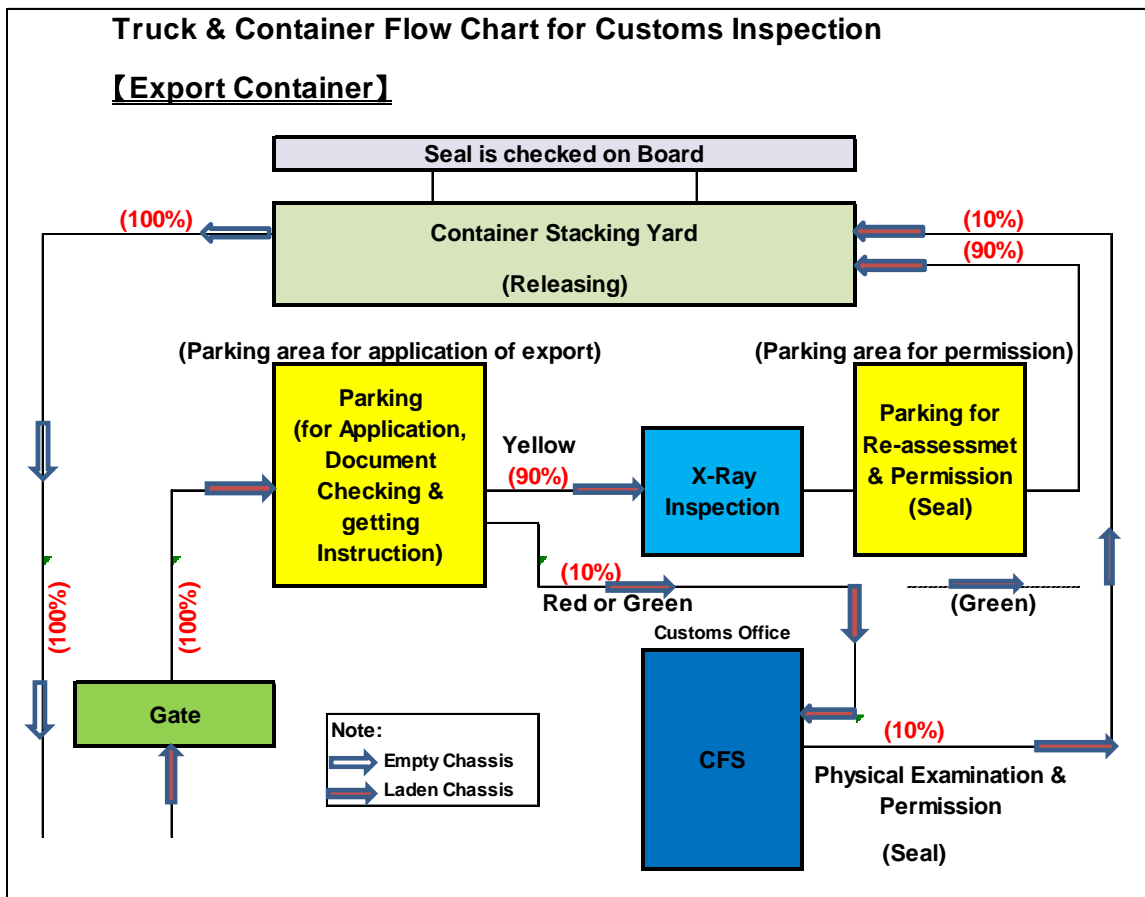 Truck & Container Flow Chart for Customs Inspection
【Export Container】
Seal is checked on Board
(100%)
Container Stacking Yard
(Releasing)
(10%)
(90%)
(Parking area for application of export)
(Parking area for permission)
Parking
(for Application,
Document
Checking &
getting
Instruction)
Yellow
(90%)
X-Ray
Inspection
Parking for
Re-assessmet
& Permission
(Seal)
(10%)
Red or Green
(Green)
(100%)
(100%)
Customs Office
Gate
Note:
Empty Chassis
Laden Chassis
CFS
(10%)
Physical Examination &
Permission
(Seal)